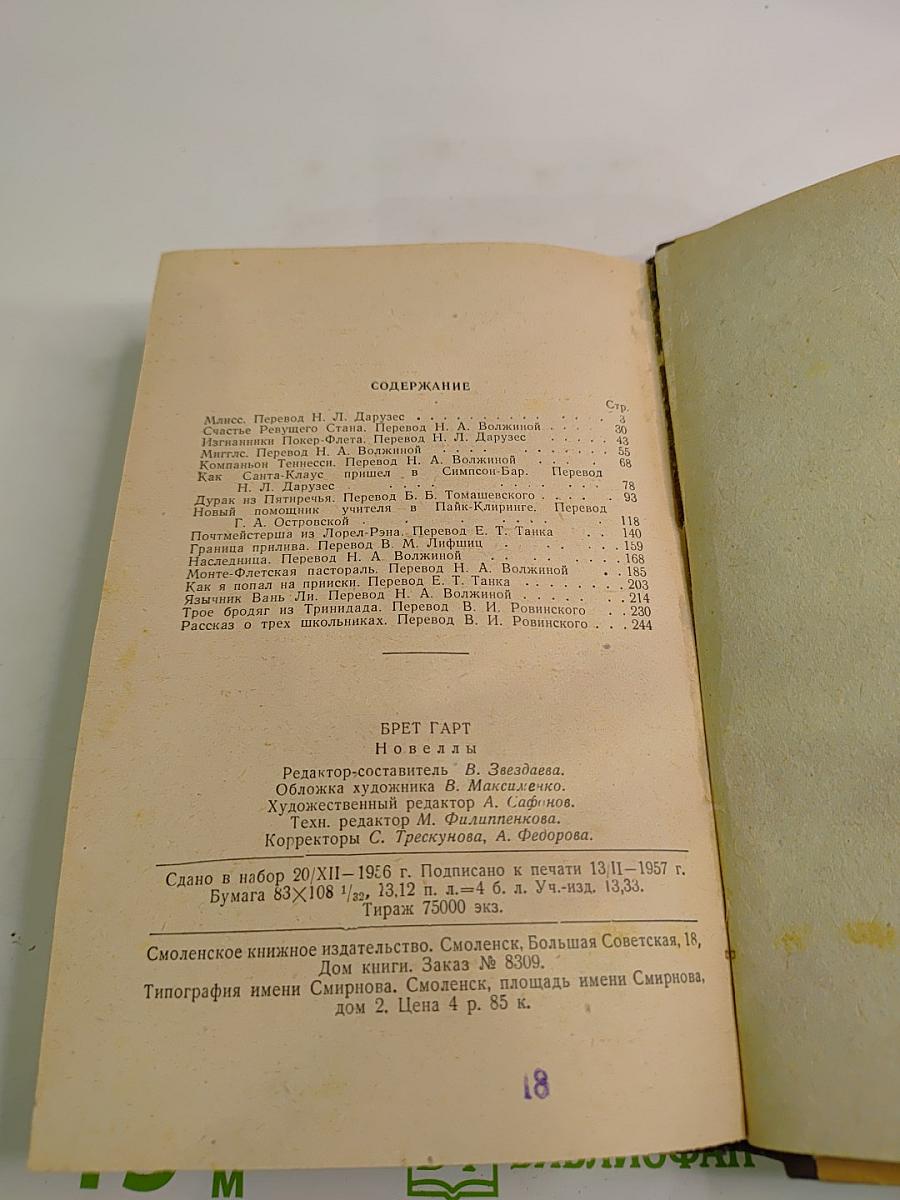 СОДЕРЖАНИЕ
Стр.
Млисс. Перевод Н. Л. Дарузес . . . . . . . . . . . . . 3
Счастье Ревущего Стана. Перевод Н. А. Волжиной . . . . 30
Изгнанники Покер-Флета. Перевод Н. Л. Дарузес . . . . . 43
Мигглс. Перевод Н. А. Волжиной . . . . . . . . . . . 55
Компаньон Теннесси. Перевод Н. А. Волжиной . . . . . 68
Как Санта-Клаус пришел в Симпсон-Бар. Перевод
Н. Л. Дарузес . . . . . . . . . . . . . . . 78
Дурак из Пятиречья. Перевод Б. Б. Томашевского . . . . . 93
Новый помощник учителя в Пайк-Клиринге. Перевод
Г. А. Островской . . . . . . . . . . . . . 118
Почтмейстерша из Лорел-Рэна. Перевод Е. Т. Танка . . 140
Граница прилива. Перевод В. М. Лифшиц . . . . . . 159
Наследница. Перевод Н. А. Волжиной . . . . . . . . 168
Монте-Флетская пастораль. Перевод Н. А. Волжиной . . 185
Как я попал на прииски. Перевод Е. Т. Танка . . . . . . . 203
Язычник Вань Ли. Перевод Н. А. Волжиной . . . . . . 214
Трое бродяг из Тринидада. Перевод В. И. Ровинского . . 230
Рассказ о трех школьниках. Перевод В. И. Ровинского . . . 244
БРЕТ ГАРТ
Новеллы
Редактор-составитель В. Звездаева.
Обложка художника В. Максимечко.
Художественный редактор А. Сафонов.
Техн. редактор М. Филиппенкова.
Корректоры С. Трескунова, А. Федорова.
Сдано в набор 20/XII—1956 г. Подписано к печати 13/II—1957 г.
Бумага 83×108 1/32, 13,12 п. л.=4 б. л. Уч.-изд. 13,33.
Тираж 75000 экз.
Смоленское книжное издательство. Смоленск, Большая Советская, 18,
Дом книги. Заказ № 8309.
Типография имени Смирнова. Смоленск, площадь имени Смирнова,
дом 2. Цена 4 р. 85 к.
18
М
БИБЛИОФАН